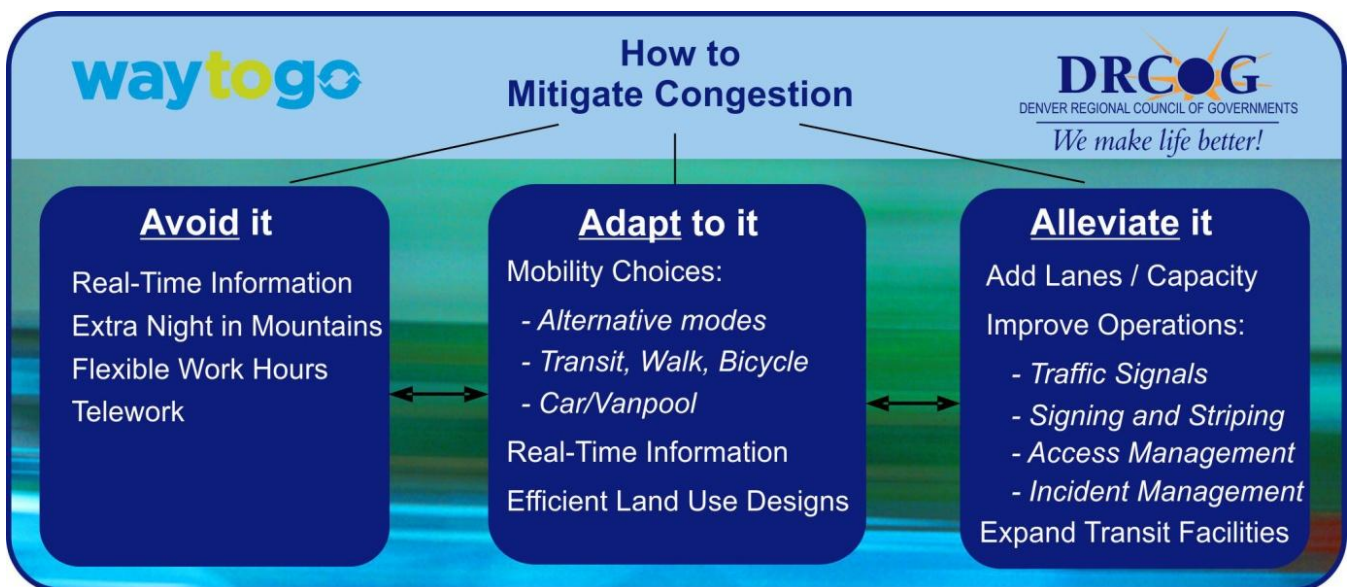 waytogo
How to
Mitigate Congestion
DRCOG
DENVER REGIONAL COUNCIL OF GOVERNMENTS
We make life better!
Avoid it
Real-Time Information
Extra Night in Mountains
Flexible Work Hours
Telework
Adapt to it
Mobility Choices:
- Alternative modes
- Transit, Walk, Bicycle
- Car/Vanpool
Real-Time Information
Efficient Land Use Designs
Alleviate it
Add Lanes / Capacity
Improve Operations:
- Traffic Signals
- Signing and Striping
- Access Management
- Incident Management
Expand Transit Facilities